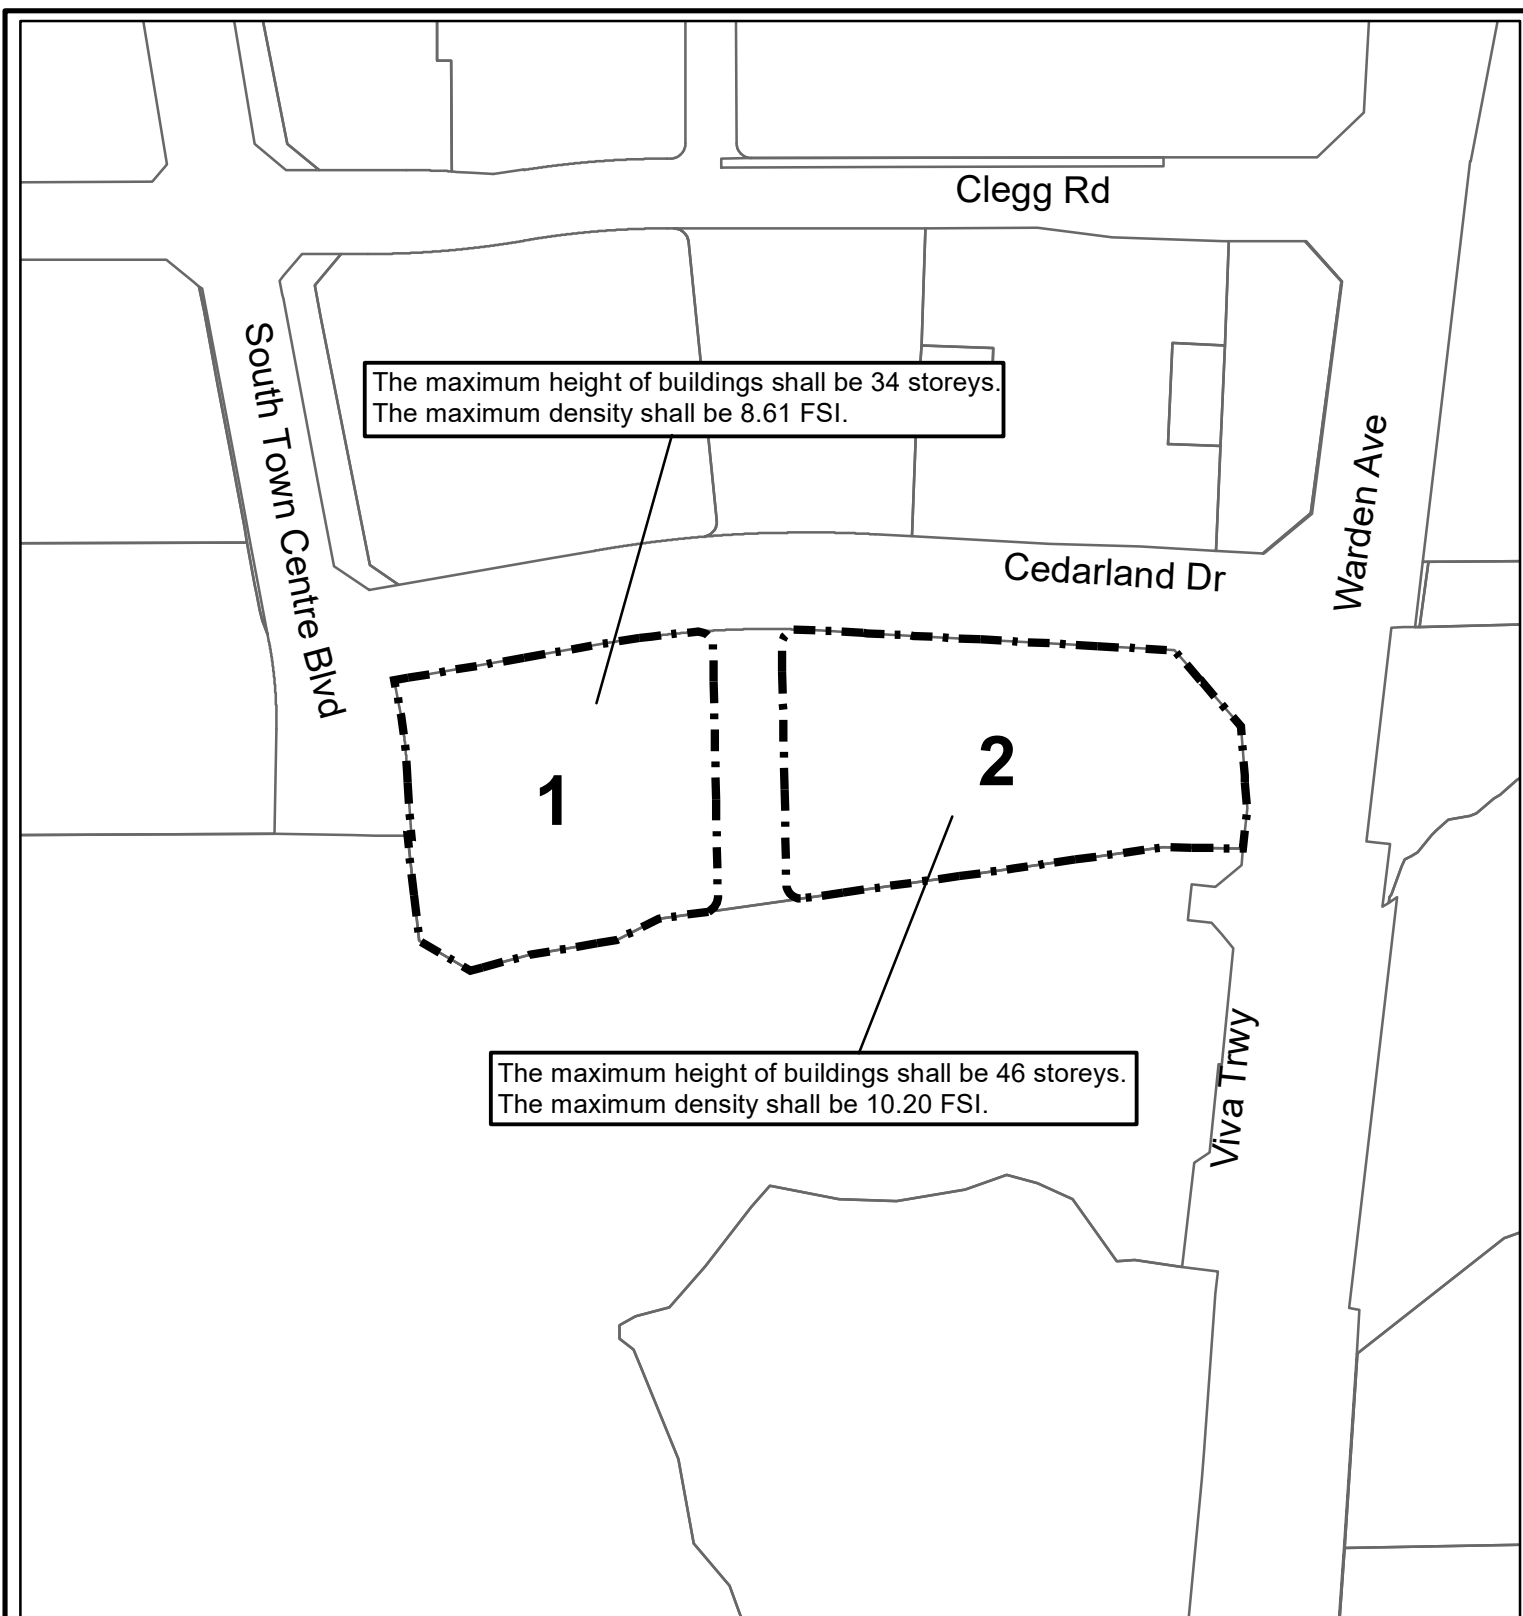 Clegg Rd
South Town Centre Blvd
The maximum height of buildings shall be 34 storeys.
The maximum density shall be 8.61 FSI.
Warden Ave
Cedarland Dr
1
2
The maximum height of buildings shall be 46 storeys.
The maximum density shall be 10.20 FSI.
Viva Trwy